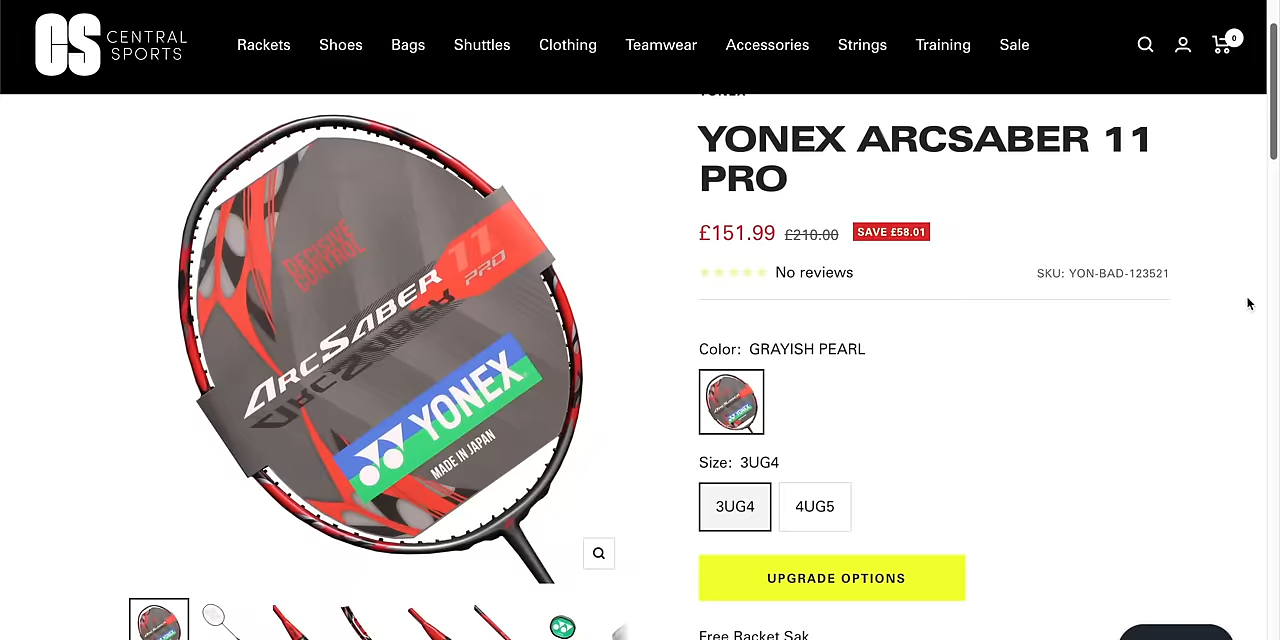 CS CENTRAL SPORTS
Rackets Shoes Bags Shuttles Clothing Teamwear Accessories Strings Training Sale
0
YONEX
YONEX ARCSABER 11
PRO
£151.99 £210.00 SAVE £58.01
No reviews SKU: YON-BAD-123521
DECISIVE
CONTROL
11
PRO
ARCSABER
YONEX
MADE IN JAPAN
Color: GRAYISH PEARL
Size: 3UG4
3UG4 4UG5
UPGRADE OPTIONS
Free Racket Sak